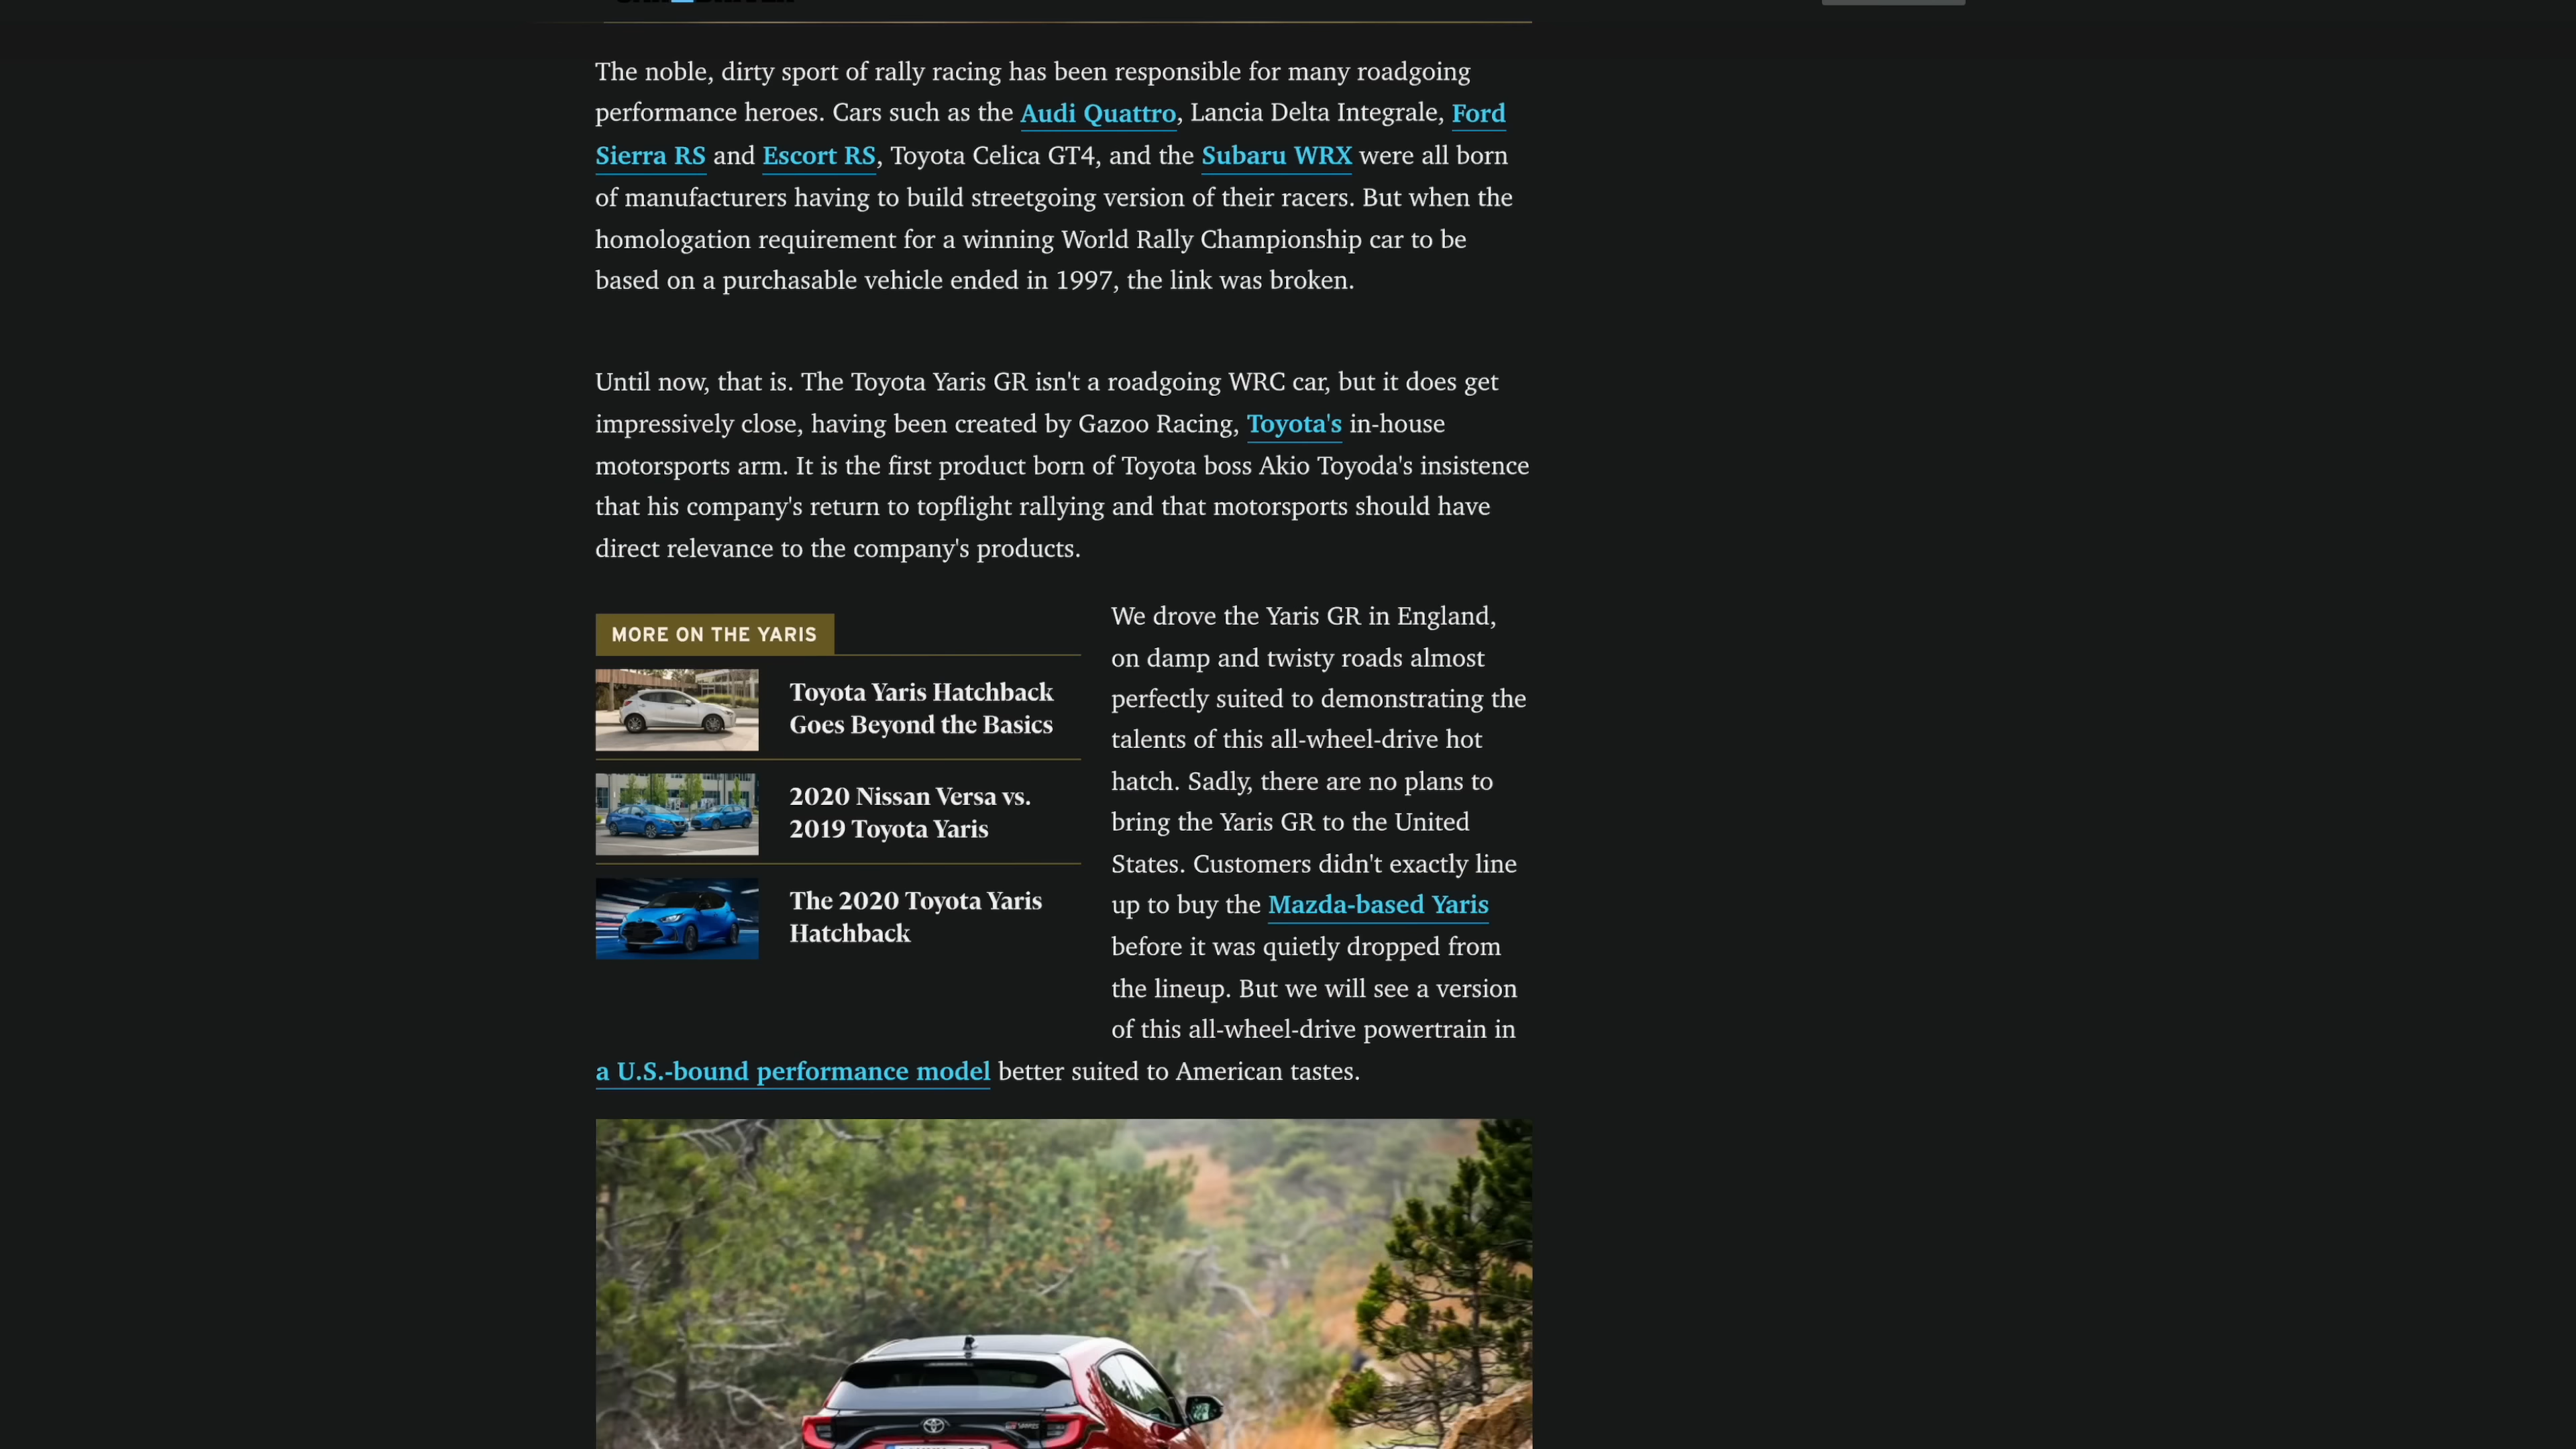 The noble, dirty sport of rally racing has been responsible for many roadgoing
performance heroes. Cars such as the Audi Quattro, Lancia Delta Integrale, Ford
Sierra RS and Escort RS, Toyota Celica GT4, and the Subaru WRX were all born
of manufacturers having to build streetgoing version of their racers. But when the
homologation requirement for a winning World Rally Championship car to be
based on a purchasable vehicle ended in 1997, the link was broken.
Until now, that is. The Toyota Yaris GR isn't a roadgoing WRC car, but it does get
impressively close, having been created by Gazoo Racing, Toyota's in-house
motorsports arm. It is the first product born of Toyota boss Akio Toyoda's insistence
that his company's return to topflight rallying and that motorsports should have
direct relevance to the company's products.
MORE ON THE YARIS
Toyota Yaris Hatchback
Goes Beyond the Basics
2020 Nissan Versa vs.
2019 Toyota Yaris
The 2020 Toyota Yaris
Hatchback
We drove the Yaris GR in England,
on damp and twisty roads almost
perfectly suited to demonstrating the
talents of this all-wheel-drive hot
hatch. Sadly, there are no plans to
bring the Yaris GR to the United
States. Customers didn't exactly line
up to buy the Mazda-based Yaris
before it was quietly dropped from
the lineup. But we will see a version
of this all-wheel-drive powertrain in
a U.S.-bound performance model better suited to American tastes.